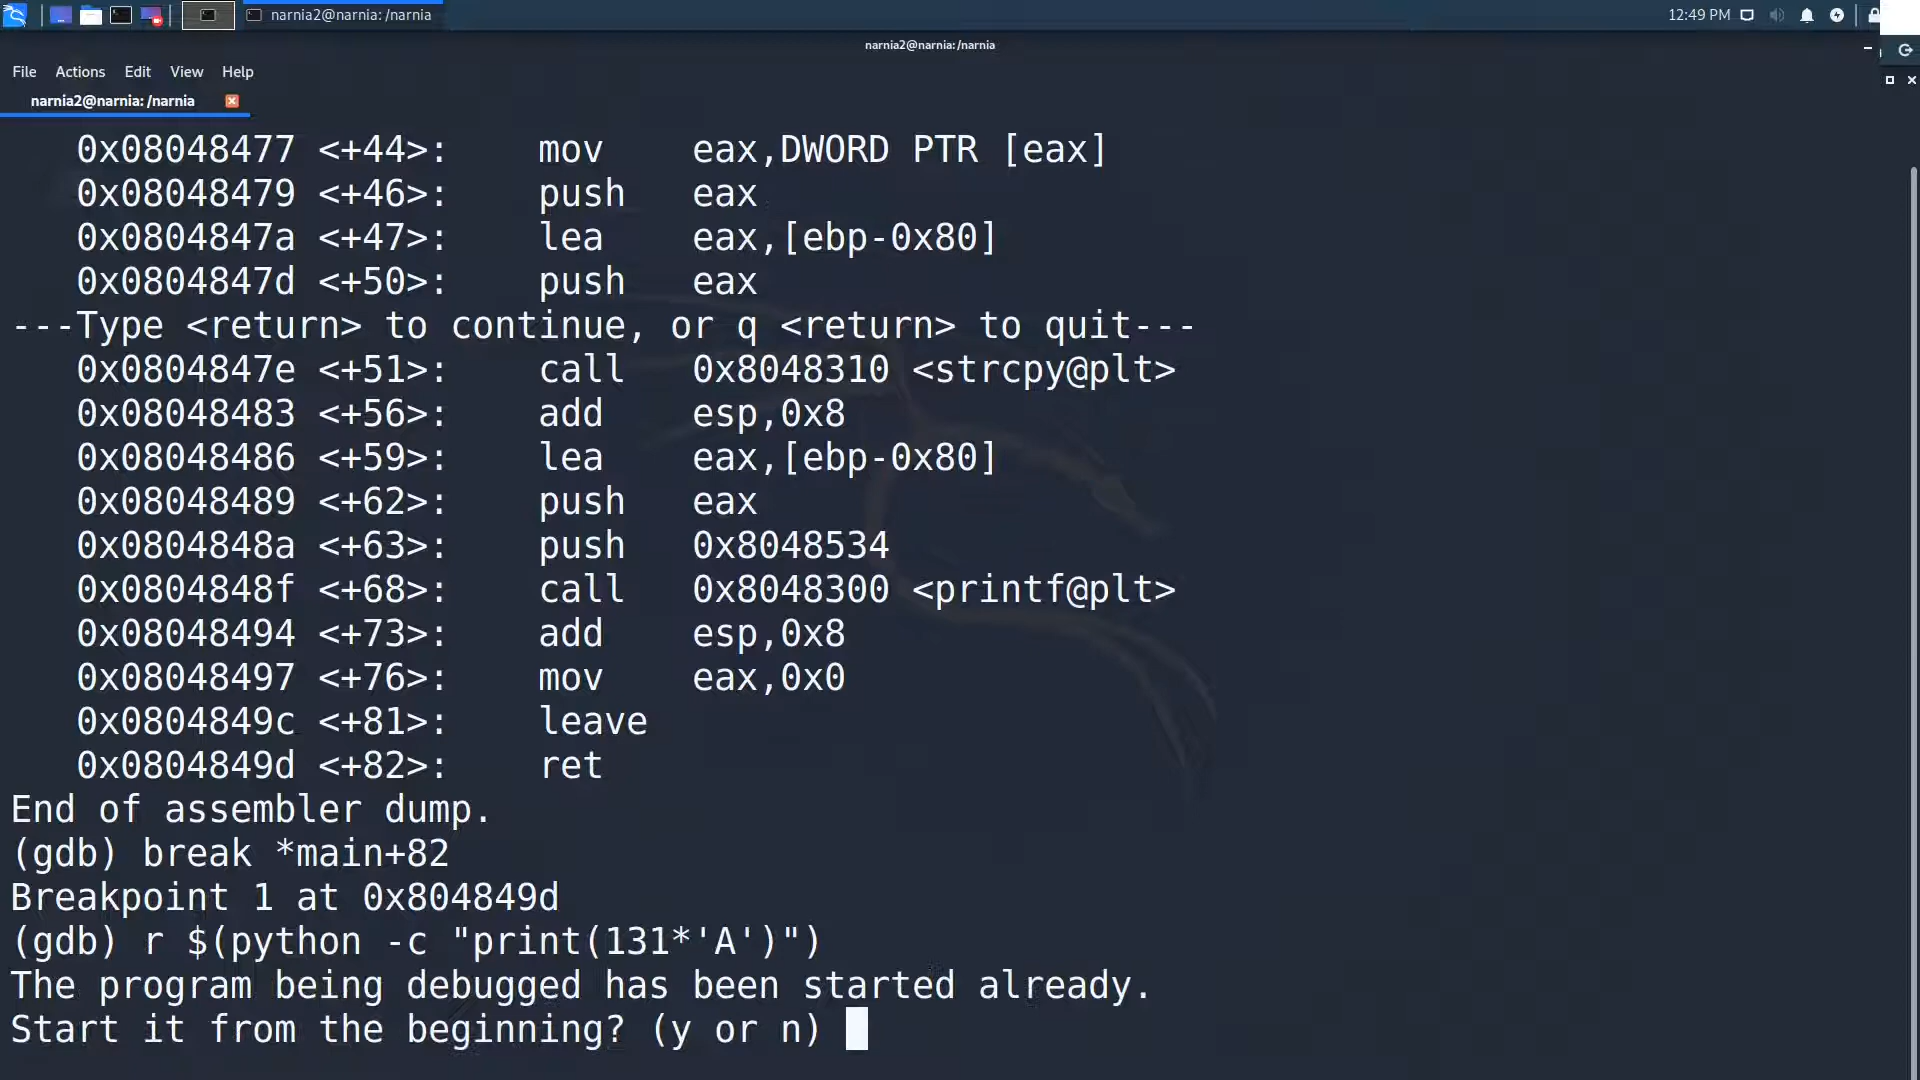 narnia2@narnia: /narnia
12:49 PM
narnia2@narnia: /narnia
File Actions Edit View Help
narnia2@narnia: /narnia
0x08048477 <+44>: mov eax,DWORD PTR [eax]
0x08048479 <+46>: push eax
0x0804847a <+47>: lea eax,[ebp-0x80]
0x0804847d <+50>: push eax
---Type <return> to continue, or q <return> to quit---
0x0804847e <+51>: call 0x8048310 <strcpy@plt>
0x08048483 <+56>: add esp,0x8
0x08048486 <+59>: lea eax,[ebp-0x80]
0x08048489 <+62>: push eax
0x0804848a <+63>: push 0x8048534
0x0804848f <+68>: call 0x8048300 <printf@plt>
0x08048494 <+73>: add esp,0x8
0x08048497 <+76>: mov eax,0x0
0x0804849c <+81>: leave
0x0804849d <+82>: ret
End of assembler dump.
(gdb) break *main+82
Breakpoint 1 at 0x804849d
(gdb) r $(python -c "print(131*'A')")
The program being debugged has been started already.
Start it from the beginning? (y or n)